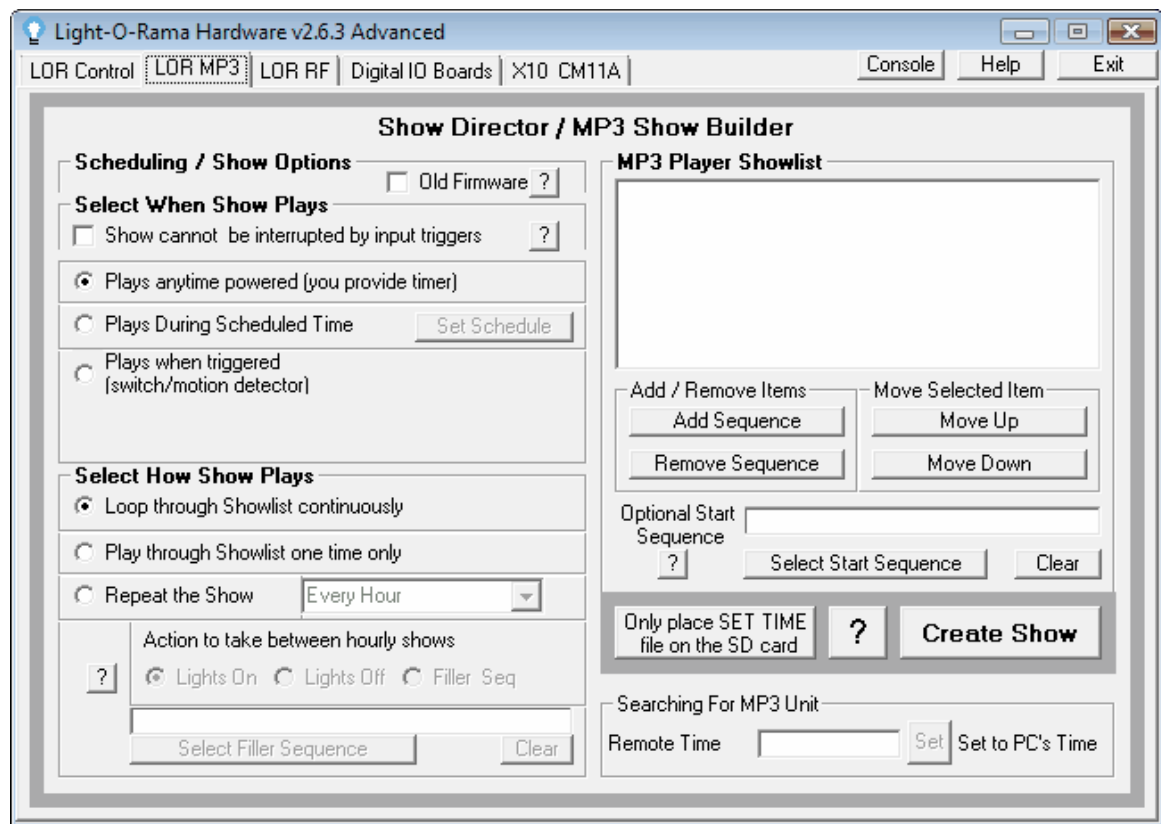 Light-O-Rama Hardware v2.6.3 Advanced
LOR Control LOR MP3 LOR RF Digital IO Boards X10 CM11A Console Help Exit
Show Director / MP3 Show Builder
Scheduling / Show Options
Old Firmware ?
Select When Show Plays
Show cannot be interrupted by input triggers ?
Plays anytime powered (you provide timer)
Plays During Scheduled Time Set Schedule
Plays when triggered
(switch/motion detector)
Select How Show Plays
Loop through Showlist continuously
Play through Showlist one time only
Repeat the Show Every Hour
Action to take between hourly shows
? Lights On Lights Off Filler Seq
Select Filler Sequence Clear
MP3 Player Showlist
Add / Remove Items
Add Sequence
Remove Sequence
Move Selected Item
Move Up
Move Down
Optional Start
Sequence
? Select Start Sequence Clear
Only place SET TIME
file on the SD card
? Create Show
Searching For MP3 Unit
Remote Time Set Set to PC's Time